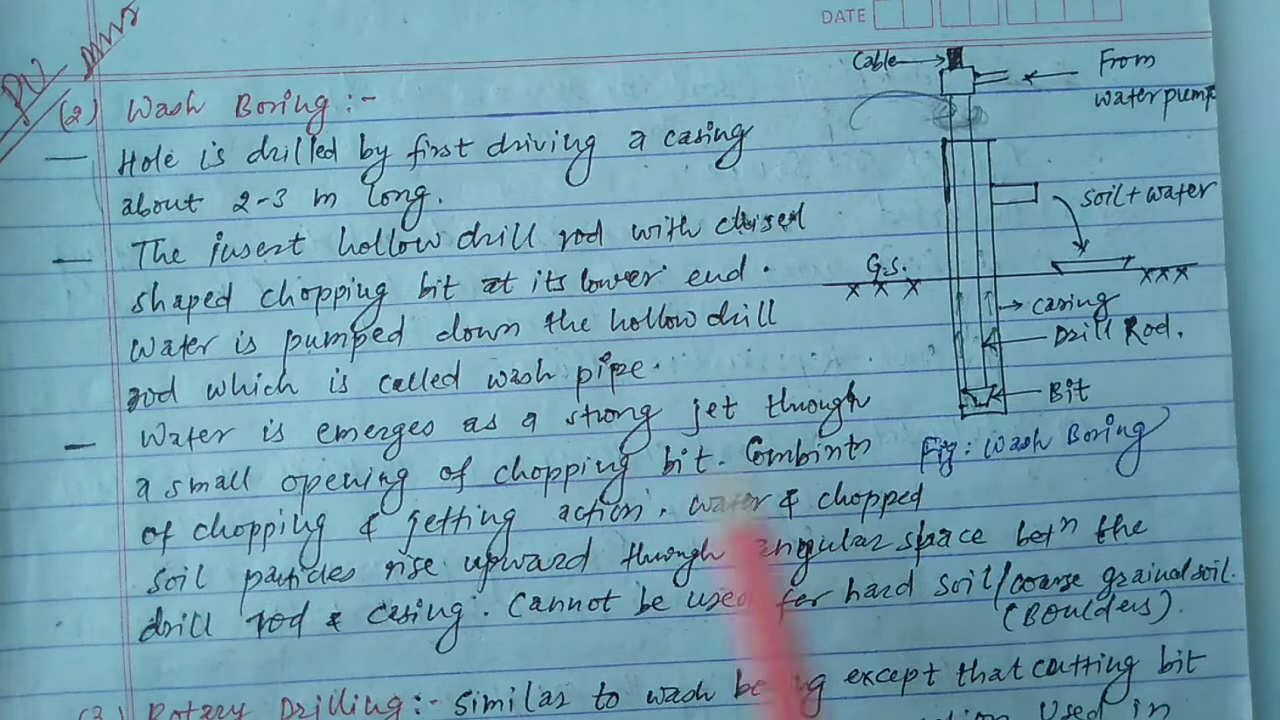 DATE
(2) Wash Boring :-
— Hole is drilled by first driving a casing
about 2-3 m long.
— The insert hollow drill rod with chisel
shaped chopping bit at its lower end.
Water is pumped down the hollow drill
rod which is called wash pipe.
— Water is emerges as a strong jet through
a small opening of chopping bit. Combints
of chopping & jetting action. Water & chopped
soil particles rise upward through angular space betn the
drill rod & casing. Cannot be used for hard soil/coarse grained soil.
(Boulders).
Cable
From
water pump
soil + water
G.S.
casing
Drill Rod.
Bit
Fig: Wash Boring
(3) Rotary Drilling :- Similar to wash boring except that cutting bit
used in